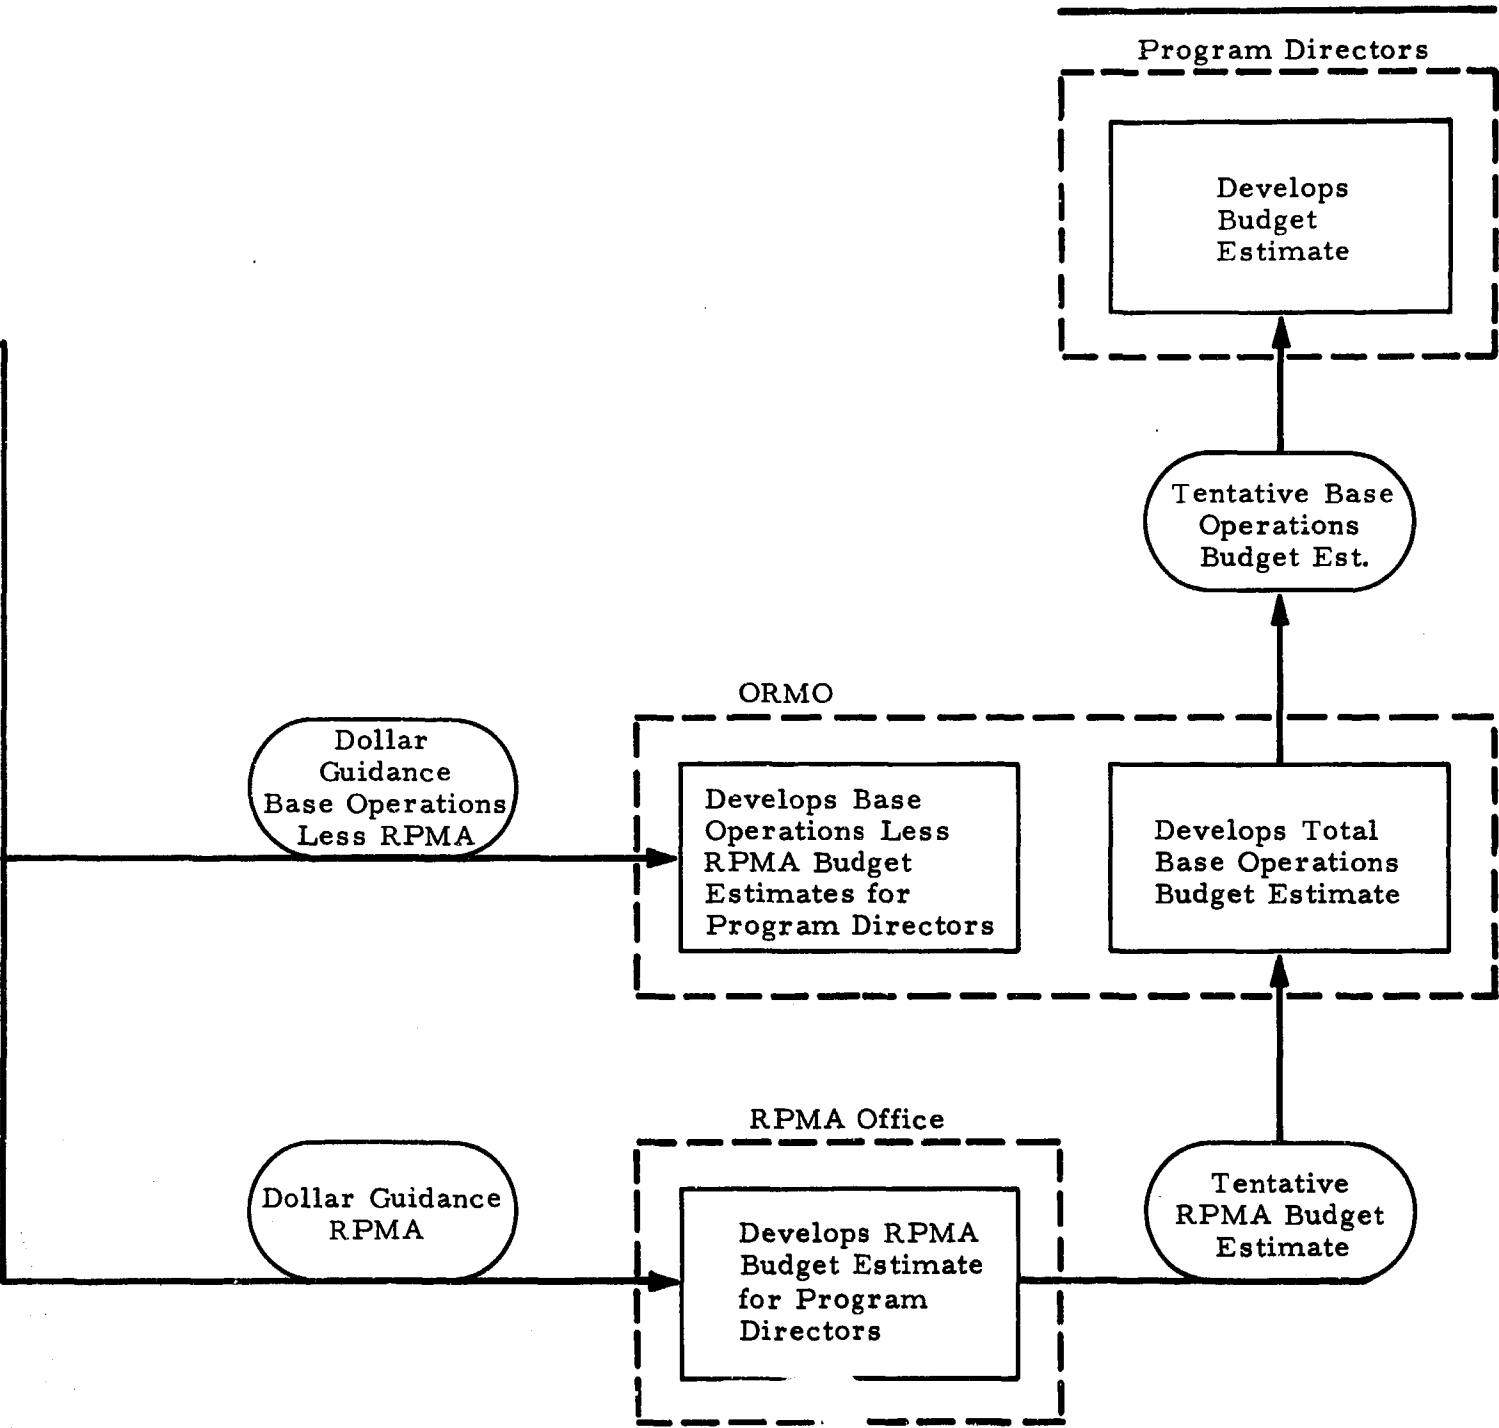 Program Directors
Develops
Budget
Estimate
Tentative Base
Operations
Budget Est.
ORMO
Dollar
Guidance
Base Operations
Less RPMA
Develops Base
Operations Less
RPMA Budget
Estimates for
Program Directors
Develops Total
Base Operations
Budget Estimate
RPMA Office
Dollar Guidance
RPMA
Develops RPMA
Budget Estimate
for Program
Directors
Tentative
RPMA Budget
Estimate